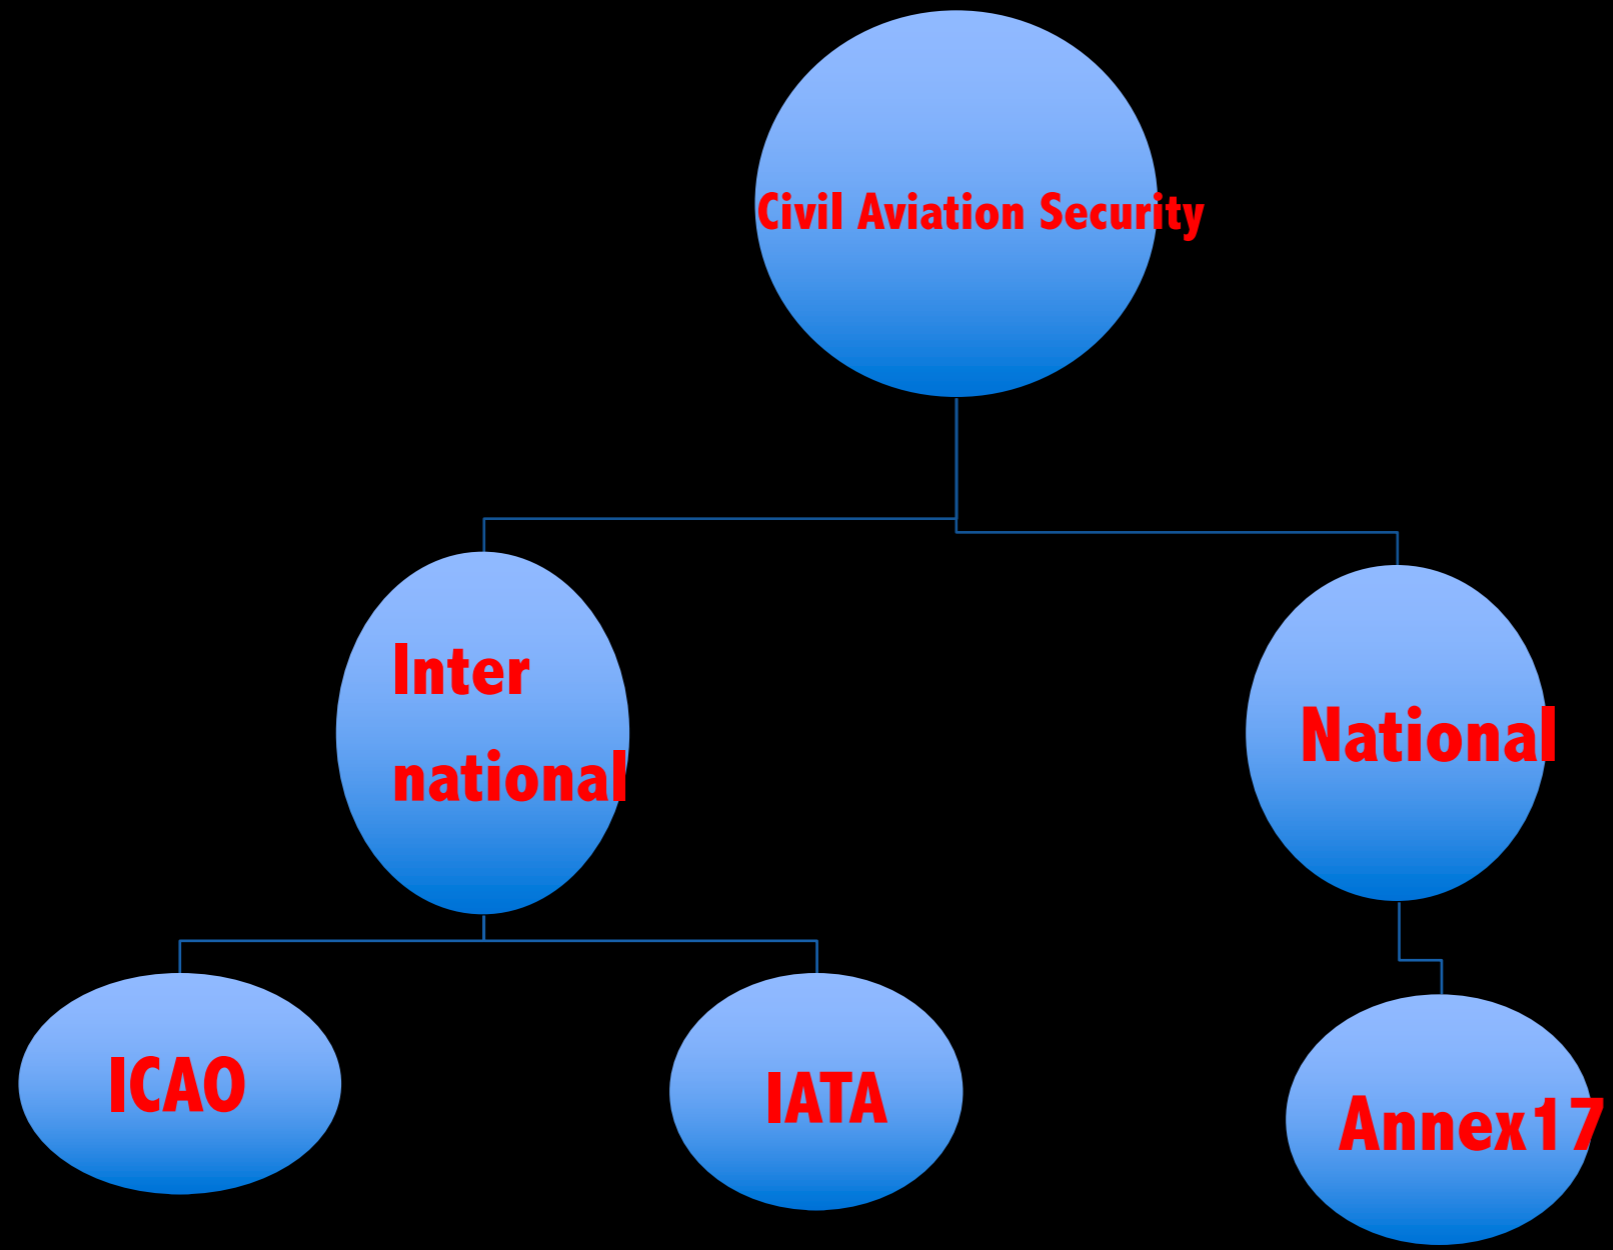 Civil Aviation Security
Inter
national
National
ICAO
IATA
Annex17